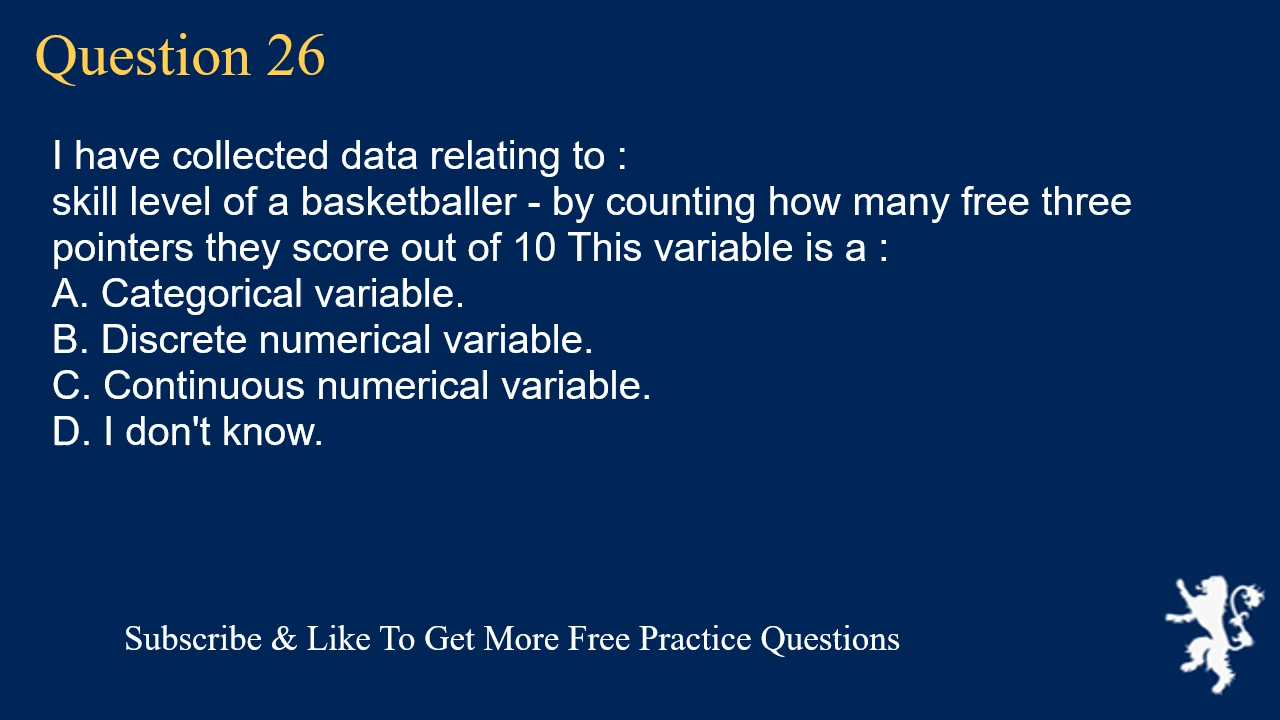 Question 26
I have collected data relating to :
skill level of a basketballer - by counting how many free three
pointers they score out of 10 This variable is a :
A. Categorical variable.
B. Discrete numerical variable.
C. Continuous numerical variable.
D. I don't know.
Subscribe & Like To Get More Free Practice Questions